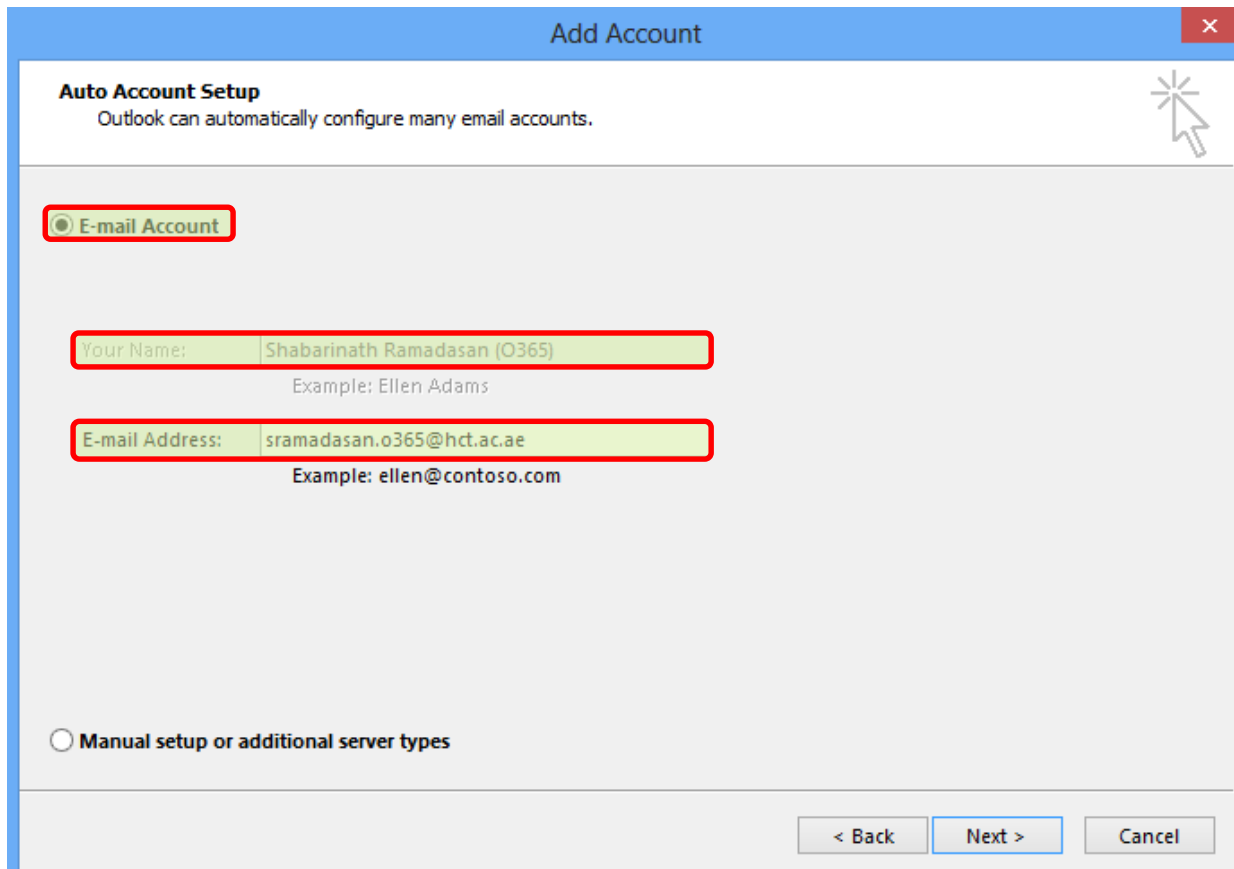 Add Account
Auto Account Setup
Outlook can automatically configure many email accounts.
E-mail Account
Your Name: Shabarinath Ramadasan (O365)
Example: Ellen Adams
E-mail Address: sramadasan.o365@hct.ac.ae
Example: ellen@contoso.com
Manual setup or additional server types
< Back Next > Cancel